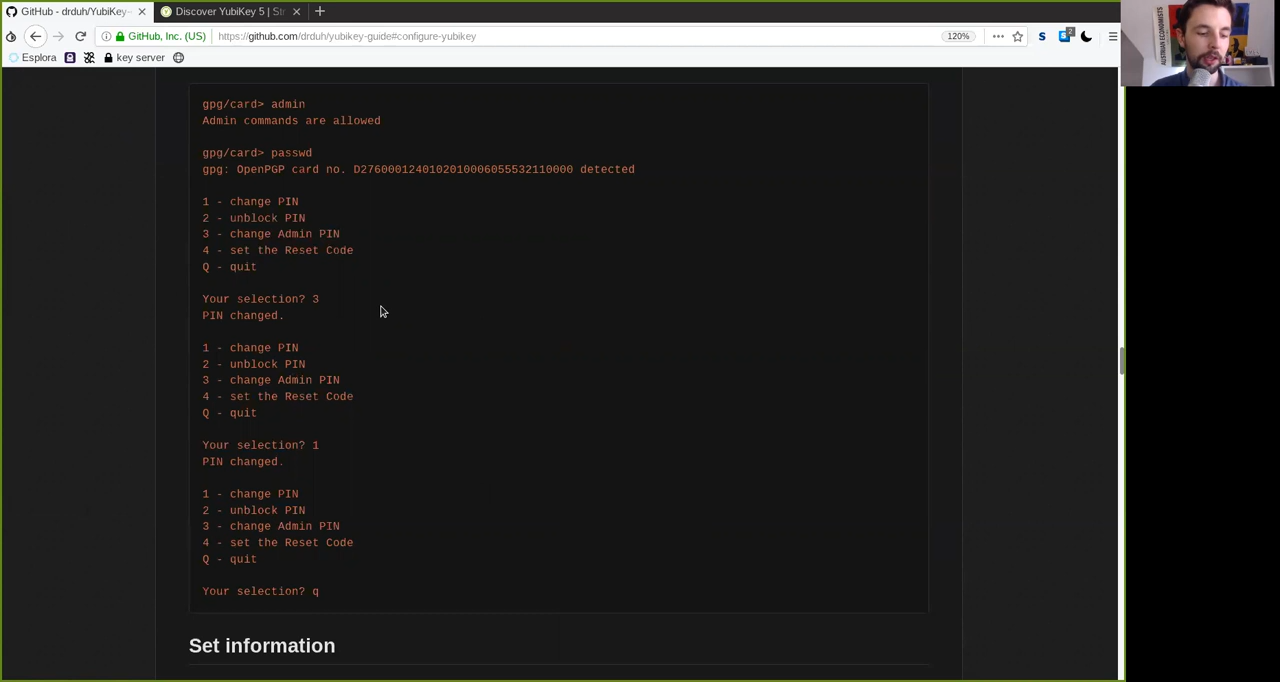 GitHub - drduh/YubiKey-
Discover YubiKey 5 | Str
GitHub, Inc. (US)
https://github.com/drduh/yubikey-guide#configure-yubikey
120%
S
2
Esplora
key server
AUSTRIAN ECONOMISTS
gpg/card> admin
Admin commands are allowed
gpg/card> passwd
gpg: OpenPGP card no. D2760001240102010006055532110000 detected
1 - change PIN
2 - unblock PIN
3 - change Admin PIN
4 - set the Reset Code
Q - quit
Your selection? 3
PIN changed.
1 - change PIN
2 - unblock PIN
3 - change Admin PIN
4 - set the Reset Code
Q - quit
Your selection? 1
PIN changed.
1 - change PIN
2 - unblock PIN
3 - change Admin PIN
4 - set the Reset Code
Q - quit
Your selection? q
Set information